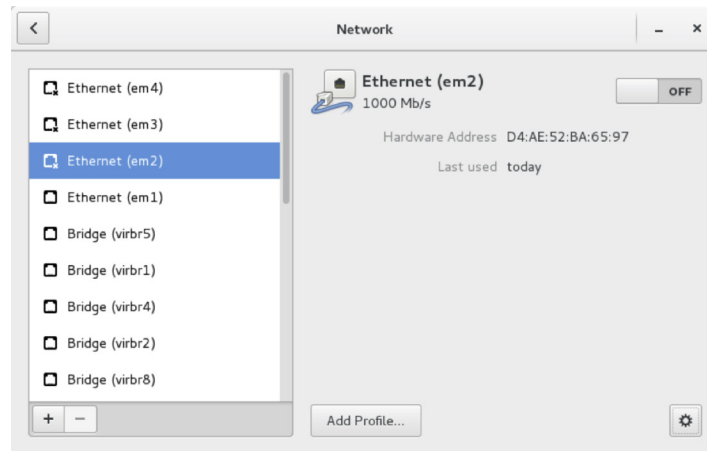 Network
Ethernet (em4)
Ethernet (em3)
Ethernet (em2)
Ethernet (em1)
Bridge (virbr5)
Bridge (virbr1)
Bridge (virbr4)
Bridge (virbr2)
Bridge (virbr8)
Ethernet (em2)
1000 Mb/s
OFF
Hardware Address D4:AE:52:BA:65:97
Last used today
Add Profile...